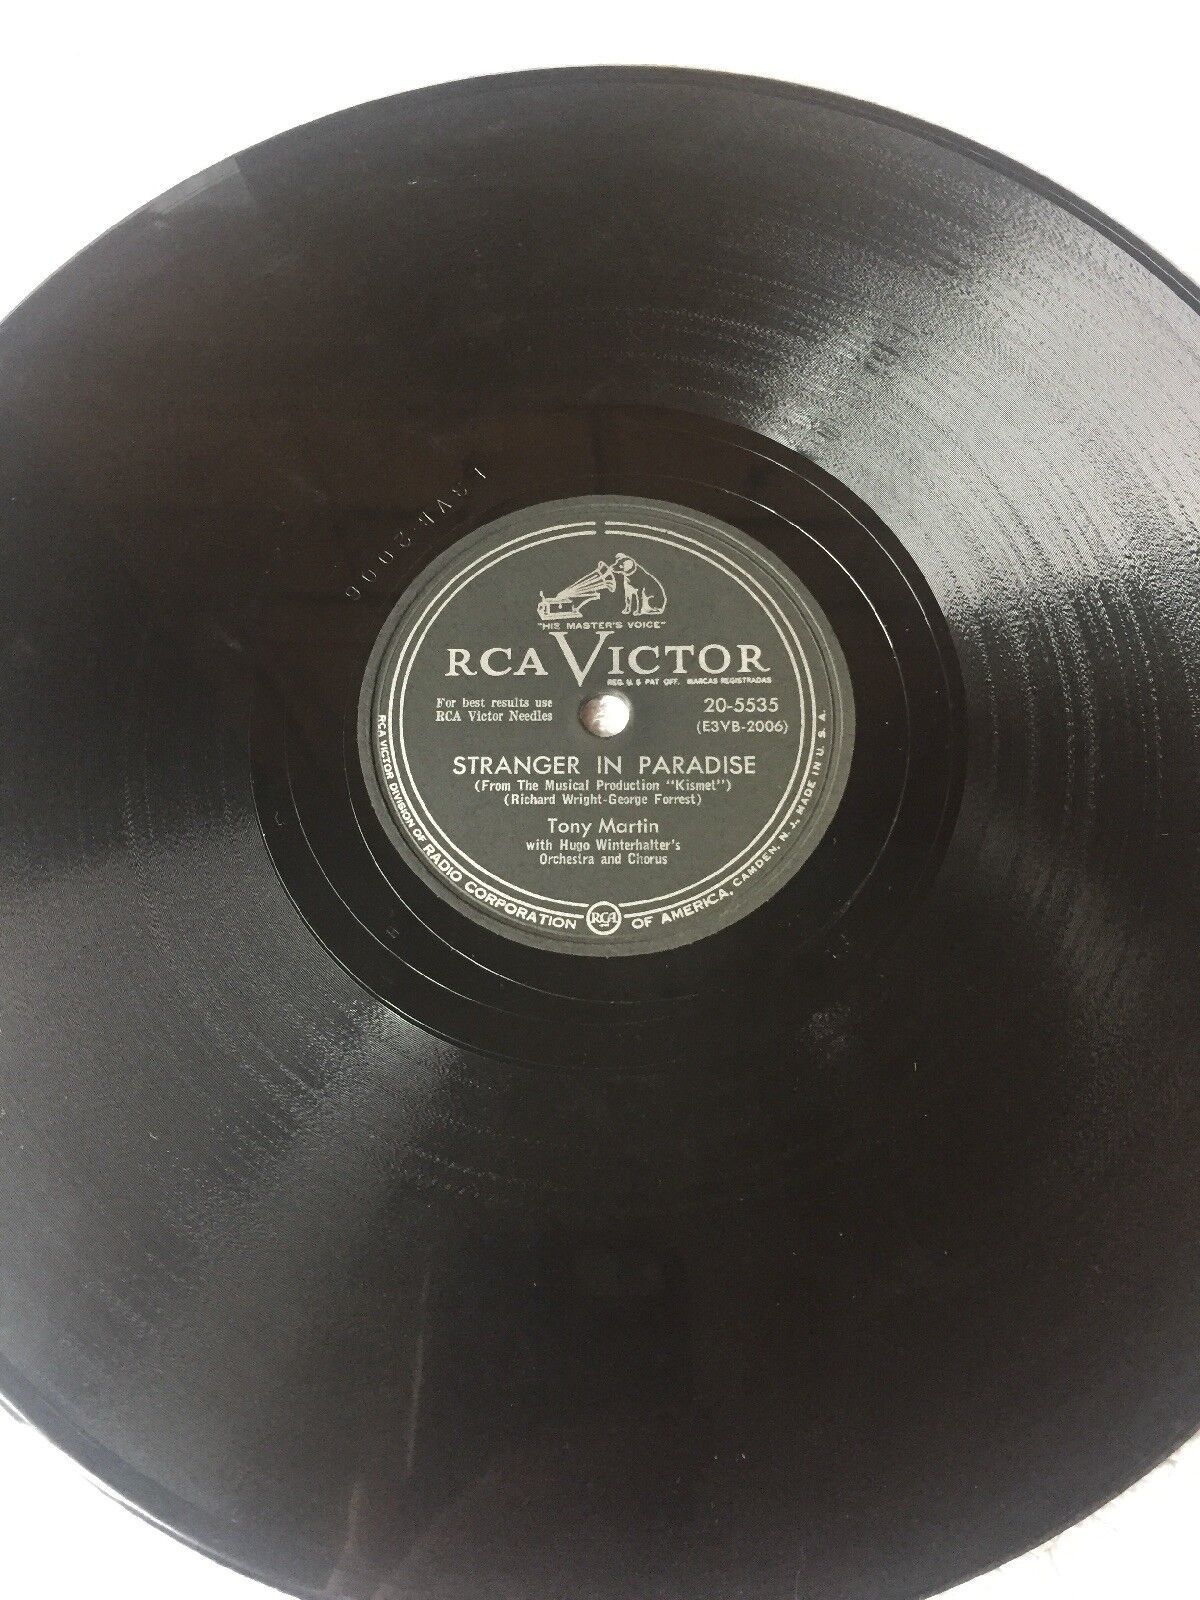 E3VB-2006
"HIS MASTER'S VOICE"
RCA VICTOR
REG. U.S PAT OFF. MARCAS REGISTRADAS
For best results use
RCA Victor Needles
20-5535
(E3VB-2006)
STRANGER IN PARADISE
(From The Musical Production "Kismet")
(Richard Wright-George Forrest)
Tony Martin
with Hugo Winterhalter's
Orchestra and Chorus
RCA VICTOR DIVISION OF RADIO CORPORATION RCA OF AMERICA, CAMDEN, N. J. MADE IN U. S. A.